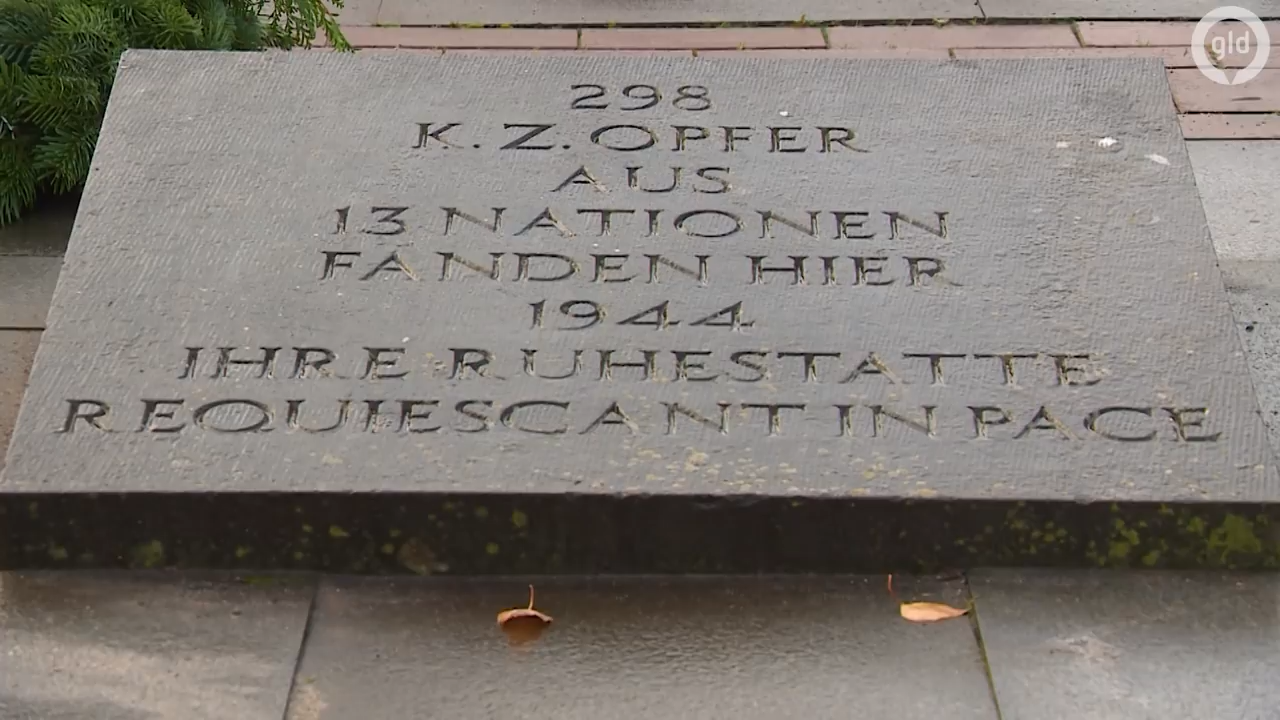 gld
298
K. Z. OPFER
AUS
13 NATIONEN
FANDEN HIER
1944
IHRE RUHESTATTE
REQUIESCANT IN PACE